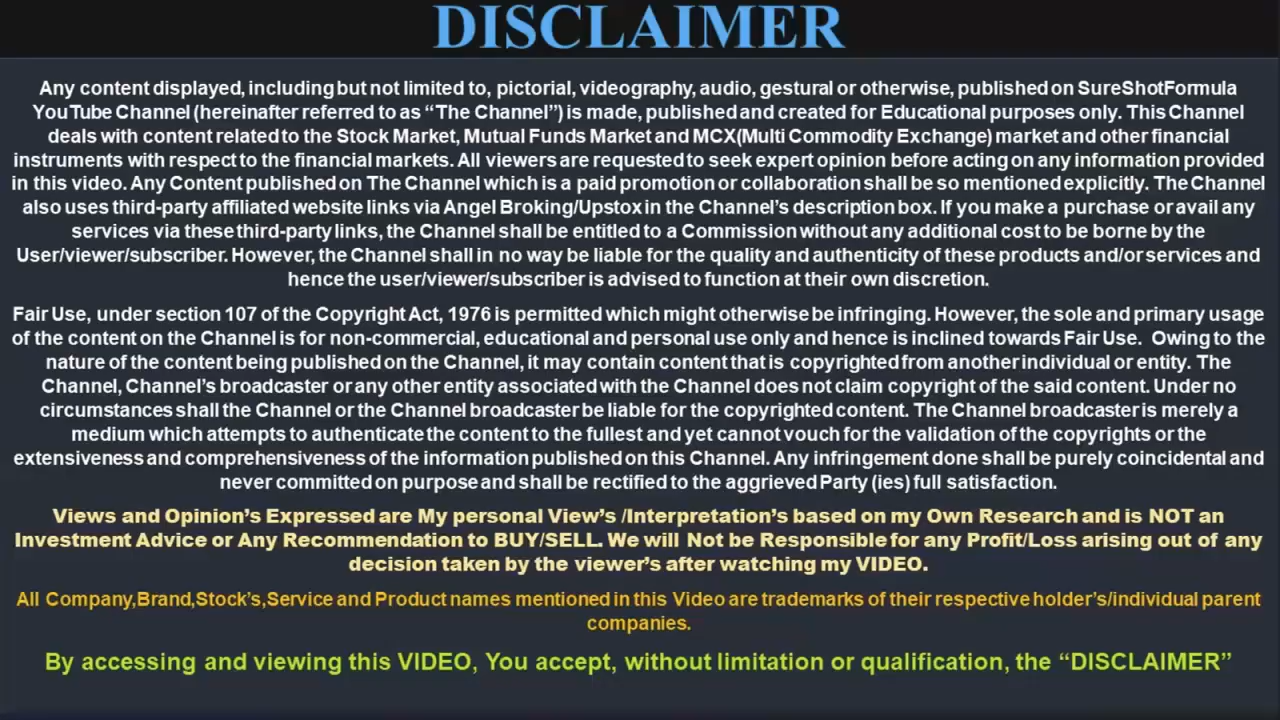 DISCLAIMER
Any content displayed, including but not limited to, pictorial, videography, audio, gestural or otherwise, published on SureShotFormula
YouTube Channel (hereinafter referred to as “The Channel”) is made, published and created for Educational purposes only. This Channel
deals with content related to the Stock Market, Mutual Funds Market and MCX(Multi Commodity Exchange) market and other financial
instruments with respect to the financial markets. All viewers are requested to seek expert opinion before acting on any information provided
in this video. Any Content published on The Channel which is a paid promotion or collaboration shall be so mentioned explicitly. The Channel
also uses third-party affiliated website links via Angel Broking/Upstox in the Channel’s description box. If you make a purchase or avail any
services via these third-party links, the Channel shall be entitled to a Commission without any additional cost to be borne by the
User/viewer/subscriber. However, the Channel shall in no way be liable for the quality and authenticity of these products and/or services and
hence the user/viewer/subscriber is advised to function at their own discretion.
Fair Use, under section 107 of the Copyright Act, 1976 is permitted which might otherwise be infringing. However, the sole and primary usage
of the content on the Channel is for non-commercial, educational and personal use only and hence is inclined towards Fair Use. Owing to the
nature of the content being published on the Channel, it may contain content that is copyrighted from another individual or entity. The
Channel, Channel’s broadcaster or any other entity associated with the Channel does not claim copyright of the said content. Under no
circumstances shall the Channel or the Channel broadcaster be liable for the copyrighted content. The Channel broadcaster is merely a
medium which attempts to authenticate the content to the fullest and yet cannot vouch for the validation of the copyrights or the
extensiveness and comprehensiveness of the information published on this Channel. Any infringement done shall be purely coincidental and
never committed on purpose and shall be rectified to the aggrieved Party (ies) full satisfaction.
Views and Opinion’s Expressed are My personal View’s /Interpretation’s based on my Own Research and is NOT an
Investment Advice or Any Recommendation to BUY/SELL. We will Not be Responsible for any Profit/Loss arising out of any
decision taken by the viewer’s after watching my VIDEO.
All Company,Brand,Stock’s,Service and Product names mentioned in this Video are trademarks of their respective holder’s/individual parent
companies.
By accessing and viewing this VIDEO, You accept, without limitation or qualification, the “DISCLAIMER”